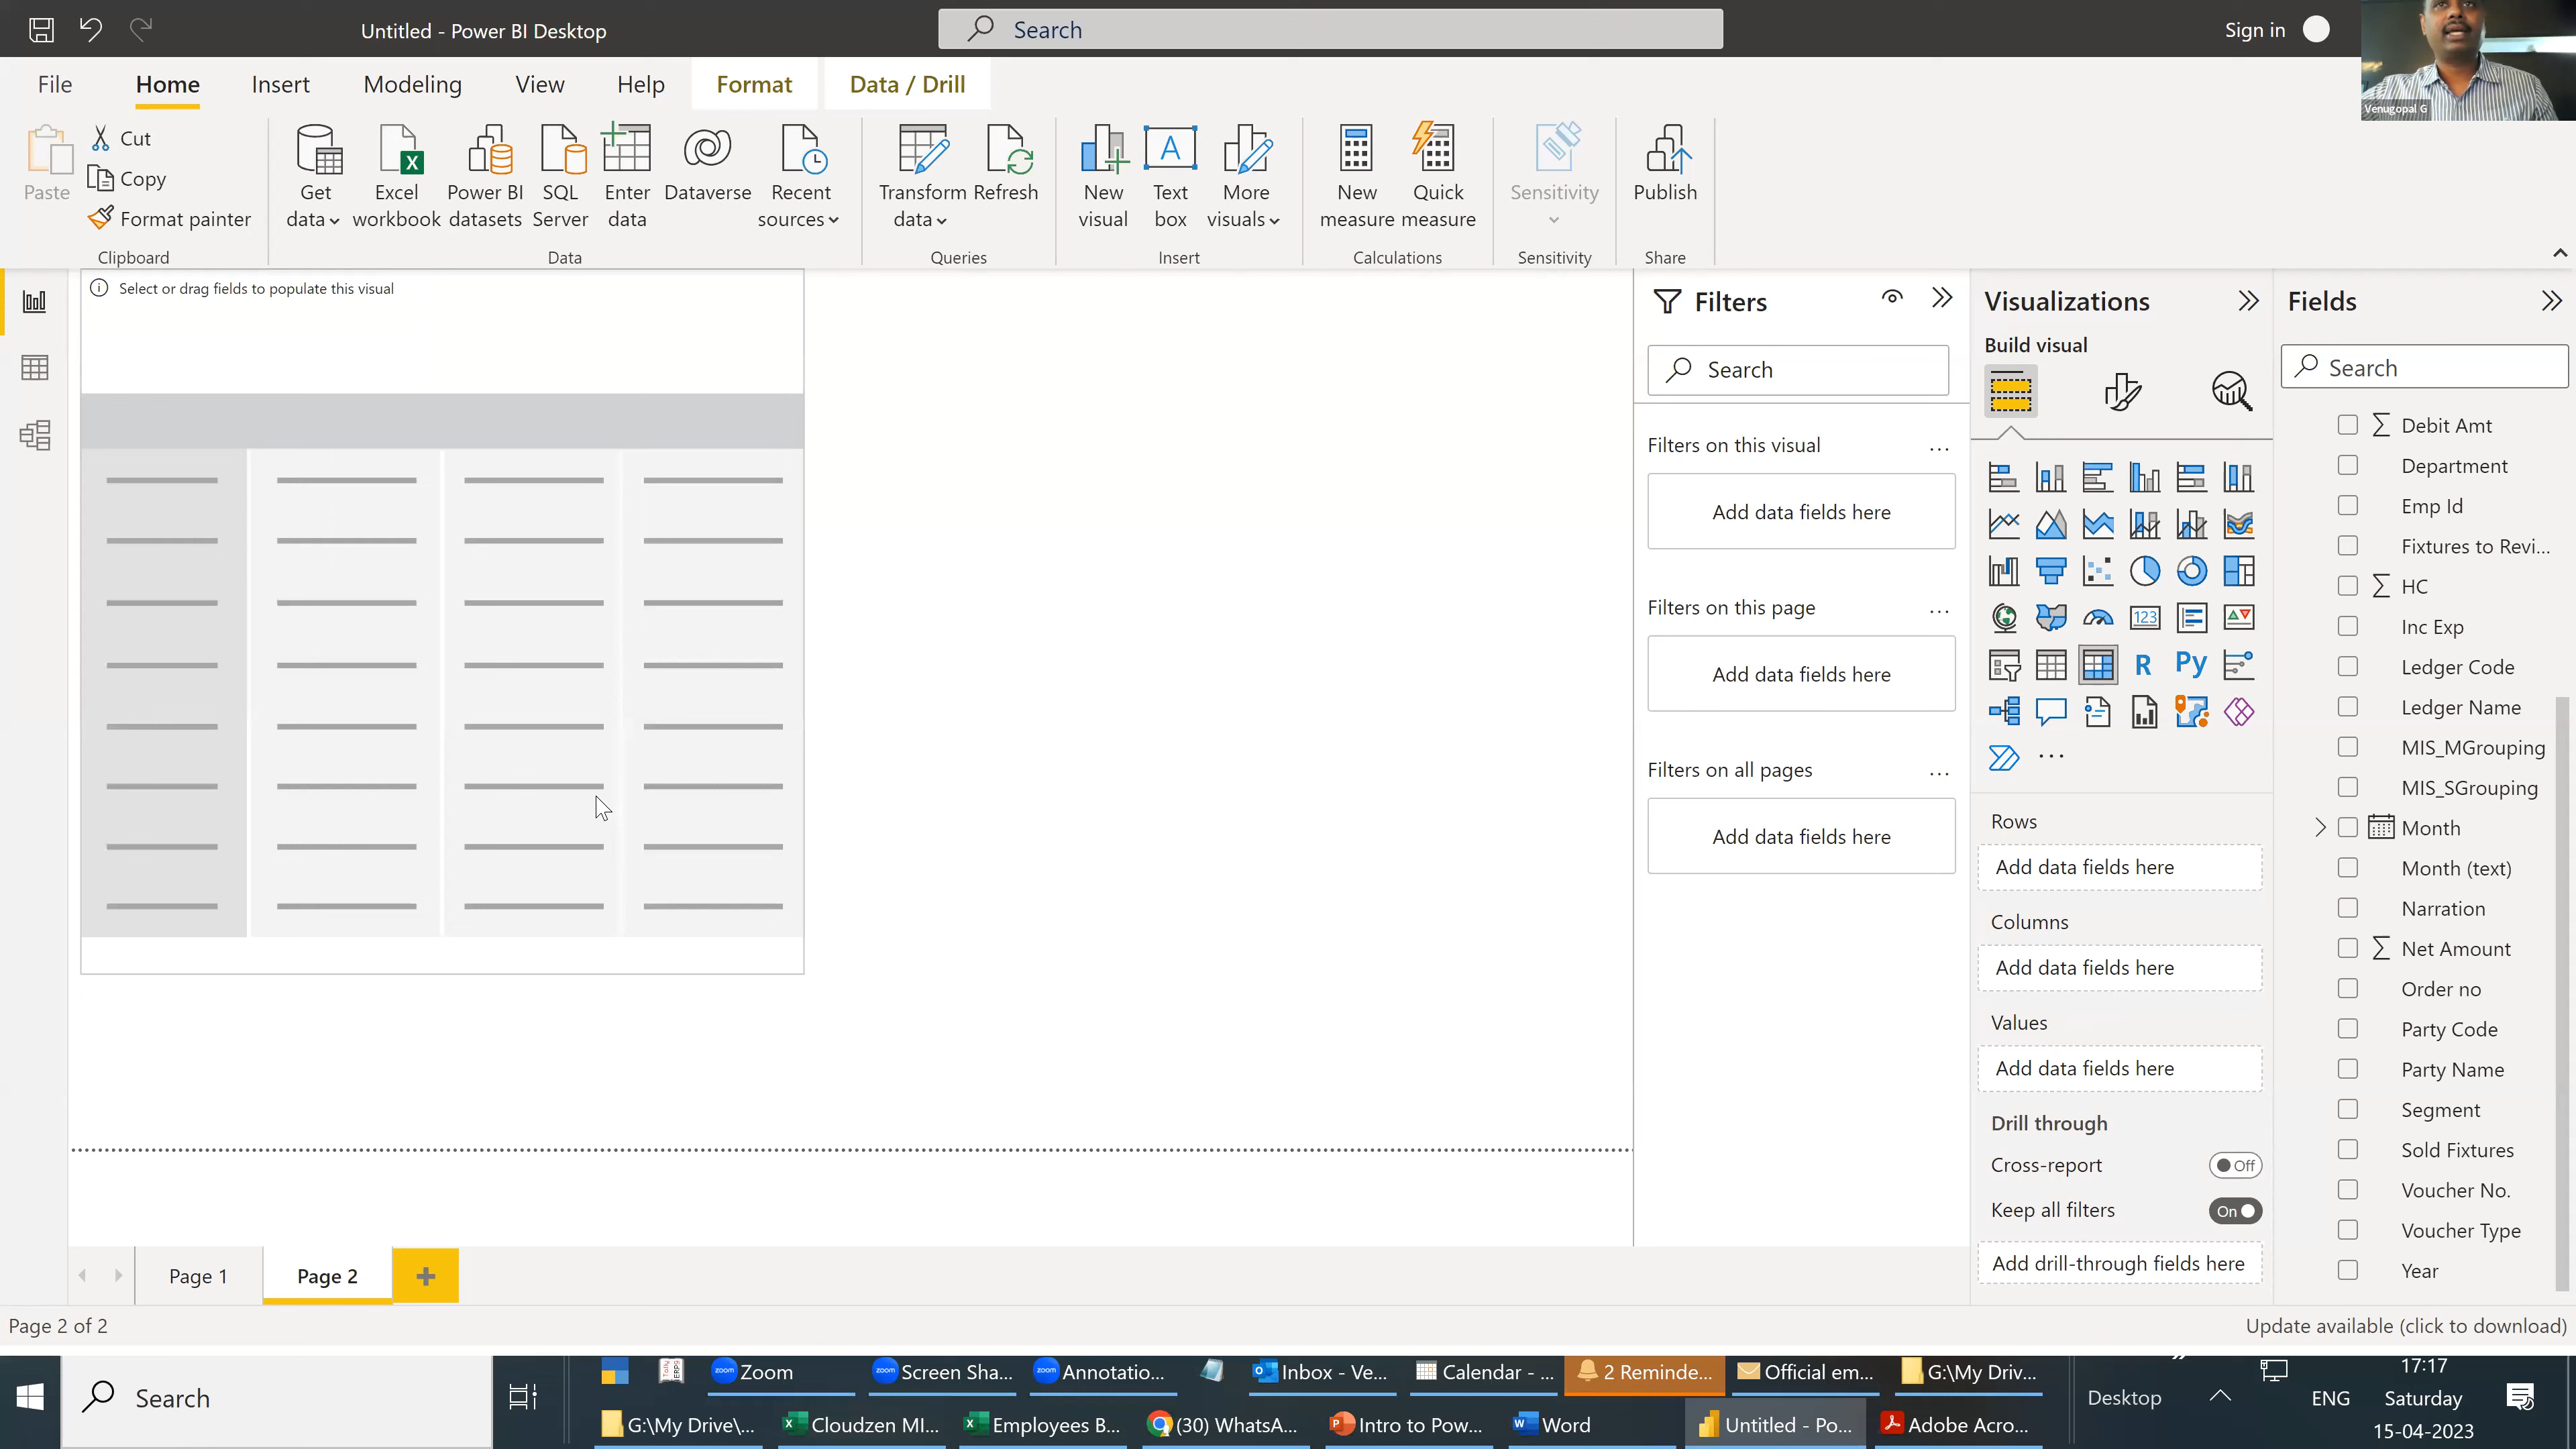 Untitled - Power BI Desktop
Search
Sign in
Venugopal G
File
Home
Insert
Modeling
View
Help
Format
Data / Drill
Paste
Cut
Copy
Format painter
Clipboard
Get data
Excel workbook
Power BI datasets
SQL Server
Enter data
Dataverse
Recent sources
Data
Transform data
Refresh
Queries
New visual
Text box
More visuals
Insert
New measure
Quick measure
Calculations
Sensitivity
Sensitivity
Publish
Share
Select or drag fields to populate this visual
Filters
Search
Filters on this visual
...
Add data fields here
Filters on this page
...
Add data fields here
Filters on all pages
...
Add data fields here
Visualizations
Build visual
123
R
Py
...
Rows
Add data fields here
Columns
Add data fields here
Values
Add data fields here
Drill through
Cross-report
Off
Keep all filters
On
Add drill-through fields here
Fields
Search
Debit Amt
Department
Emp Id
Fixtures to Revi...
HC
Inc Exp
Ledger Code
Ledger Name
MIS_MGrouping
MIS_SGrouping
Month
Month (text)
Narration
Net Amount
Order no
Party Code
Party Name
Segment
Sold Fixtures
Voucher No.
Voucher Type
Year
Page 1
Page 2
Page 2 of 2
Update available (click to download)
Search
Zoom
Screen Sha...
Annotatio...
Inbox - Ve...
Calendar - ...
2 Reminde...
Official em...
G:\My Driv...
G:\My Drive\...
Cloudzen MI...
Employees B...
(30) WhatsA...
Intro to Pow...
Word
Untitled - Po...
Adobe Acro...
Desktop
ENG
17:17
Saturday
15-04-2023